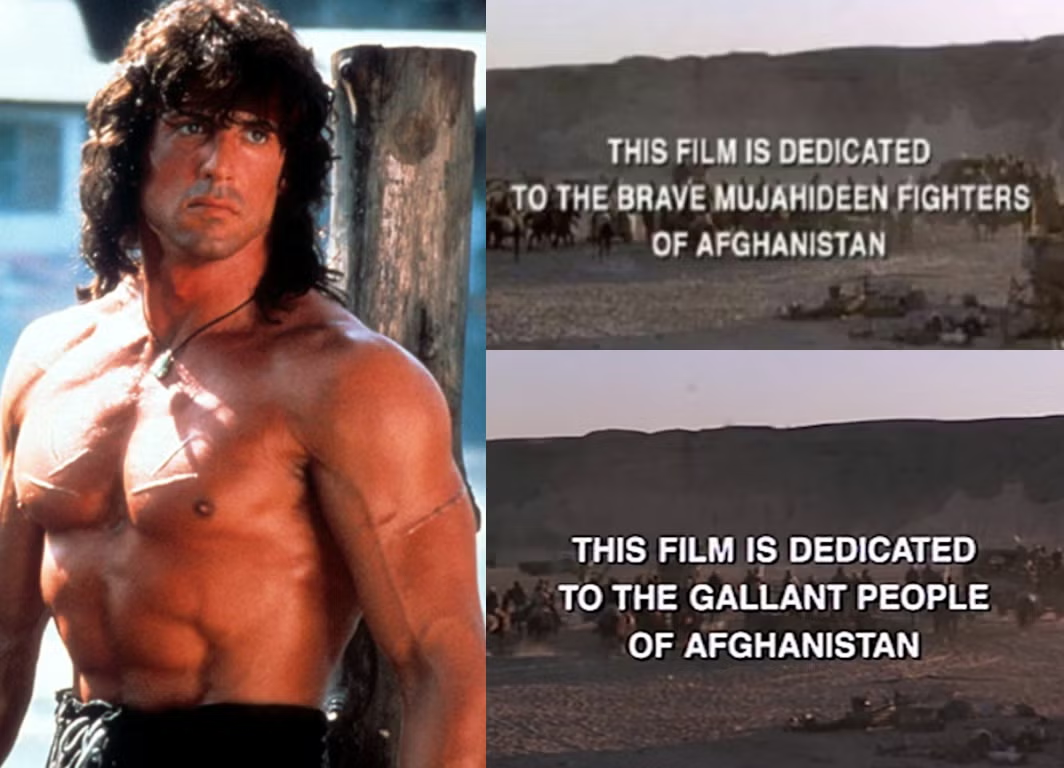 THIS FILM IS DEDICATED
TO THE BRAVE MUJAHIDEEN FIGHTERS
OF AFGHANISTAN
THIS FILM IS DEDICATED
TO THE GALLANT PEOPLE
OF AFGHANISTAN